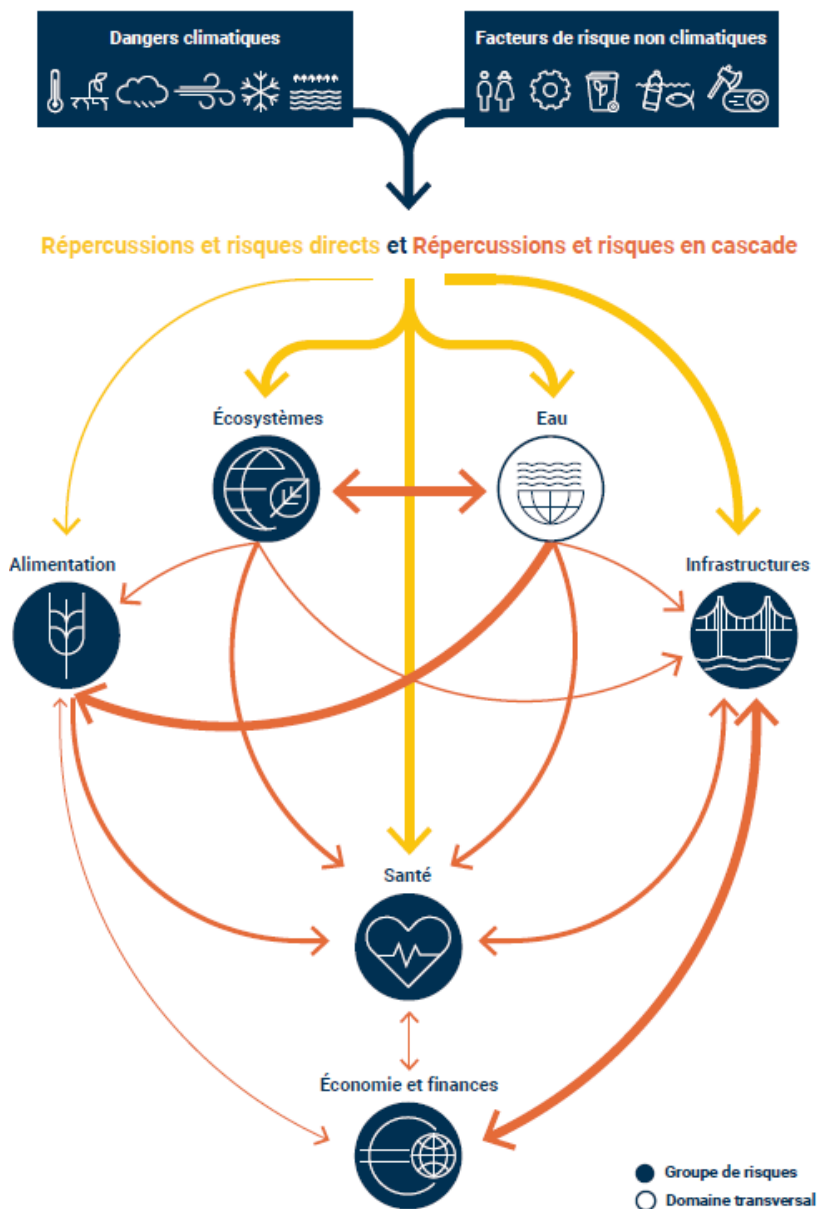 Dangers climatiques
Facteurs de risque non climatiques
Répercussions et risques directs et Répercussions et risques en cascade
Écosystèmes
Eau
Alimentation
Infrastructures
Santé
Économie et finances
Groupe de risques
Domaine transversal